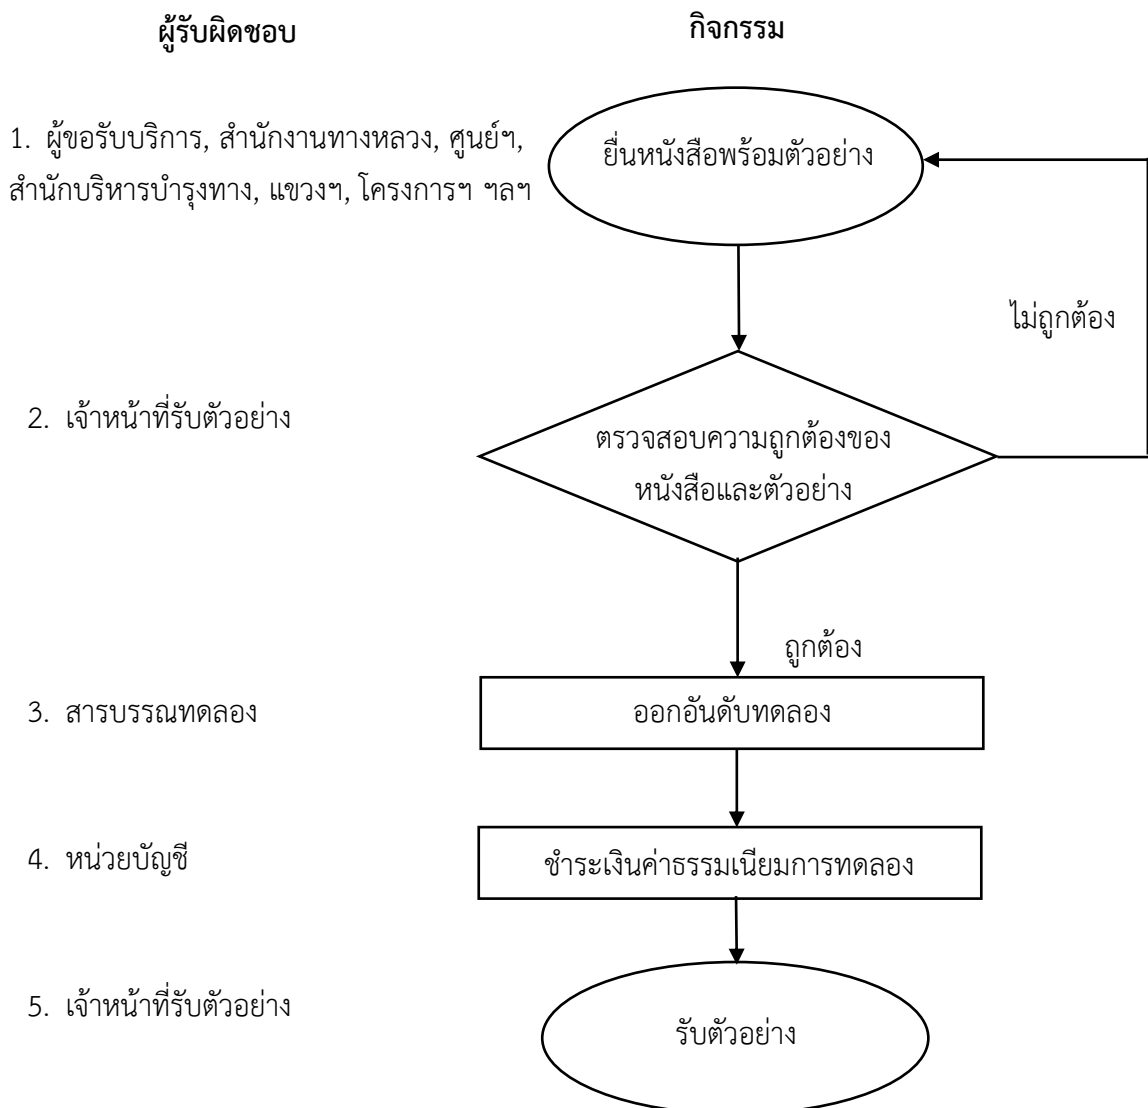 ผู้รับผิดชอบ
กิจกรรม
1. ผู้ขอรับบริการ, สำนักงานทางหลวง, ศูนย์ฯ,
สำนักบริหารบำรุงทาง, แขวงฯ, โครงการฯ ฯลฯ
ยื่นหนังสือพร้อมตัวอย่าง
ไม่ถูกต้อง
2. เจ้าหน้าที่รับตัวอย่าง
ตรวจสอบความถูกต้องของ
หนังสือและตัวอย่าง
ถูกต้อง
3. สารบรรณทดลอง
ออกอันดับทดลอง
4. หน่วยบัญชี
ชำระเงินค่าธรรมเนียมการทดลอง
5. เจ้าหน้าที่รับตัวอย่าง
รับตัวอย่าง